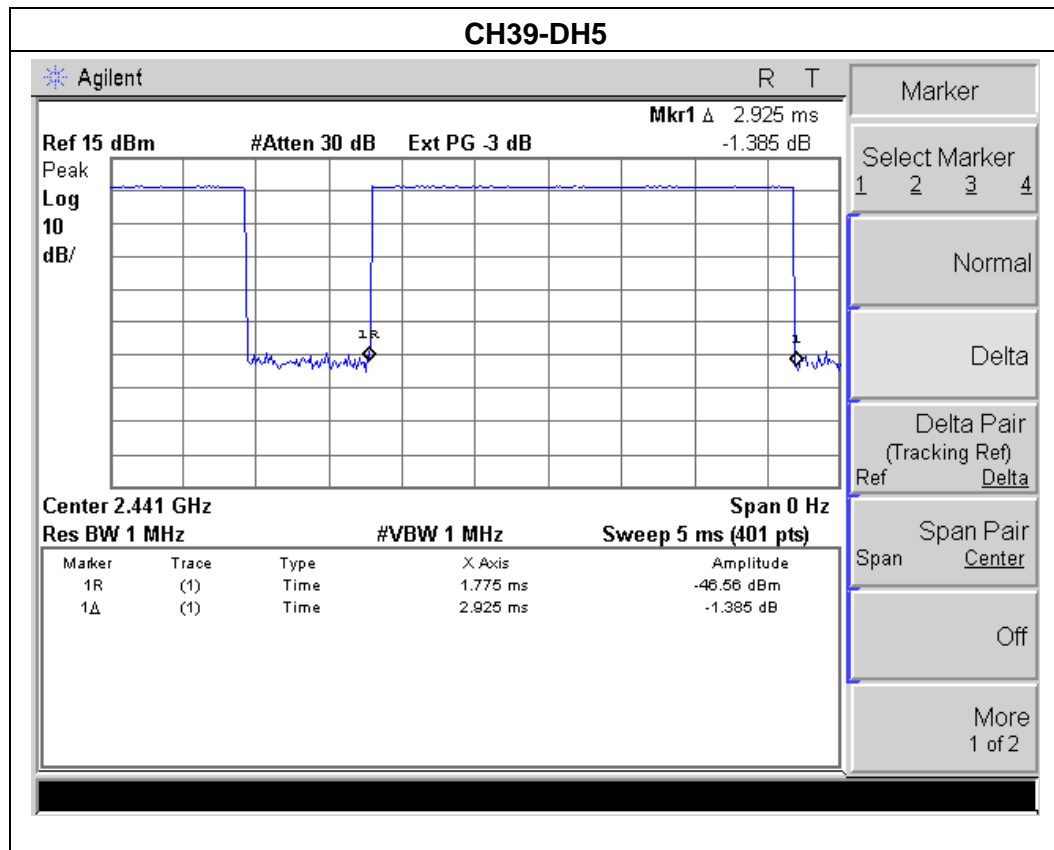 CH39-DH5
Agilent R T
Mkr1 Δ 2.925 ms
Ref 15 dBm #Atten 30 dB Ext PG -3 dB -1.385 dB
Peak
Log
10
dB/
1R
1
Center 2.441 GHz Span 0 Hz
Res BW 1 MHz #VBW 1 MHz Sweep 5 ms (401 pts)
Marker Trace Type X Axis Amplitude
1R (1) Time 1.775 ms -46.56 dBm
1Δ (1) Time 2.925 ms -1.385 dB
Marker
Select Marker
1 2 3 4
Normal
Delta
Delta Pair
(Tracking Ref)
Ref Delta
Span Pair
Span Center
Off
More
1 of 2